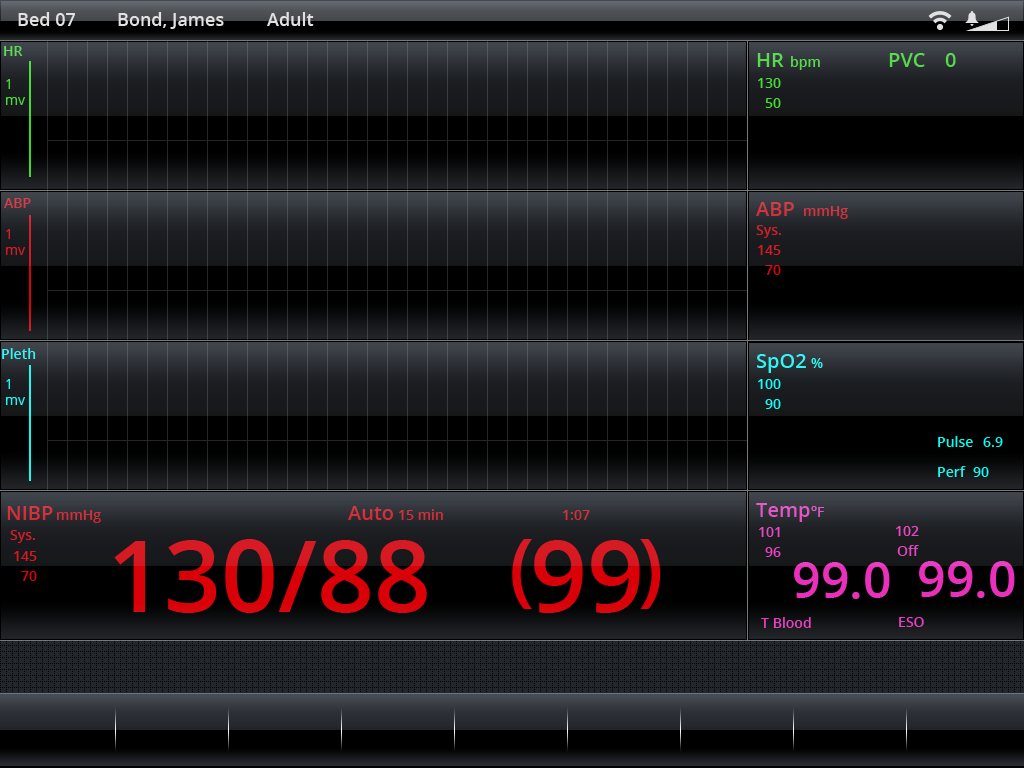 Bed 07 Bond, James Adult
HR
1
mv
HR bpm PVC 0
130
50
ABP
1
mv
ABP mmHg
Sys.
145
70
Pleth
1
mv
SpO2 %
100
90
Pulse 6.9
Perf 90
NIBP mmHg Auto 15 min 1:07
Sys.
145
70
130/88 (99)
Temp°F
101 102
96 Off
99.0 99.0
T Blood ESO